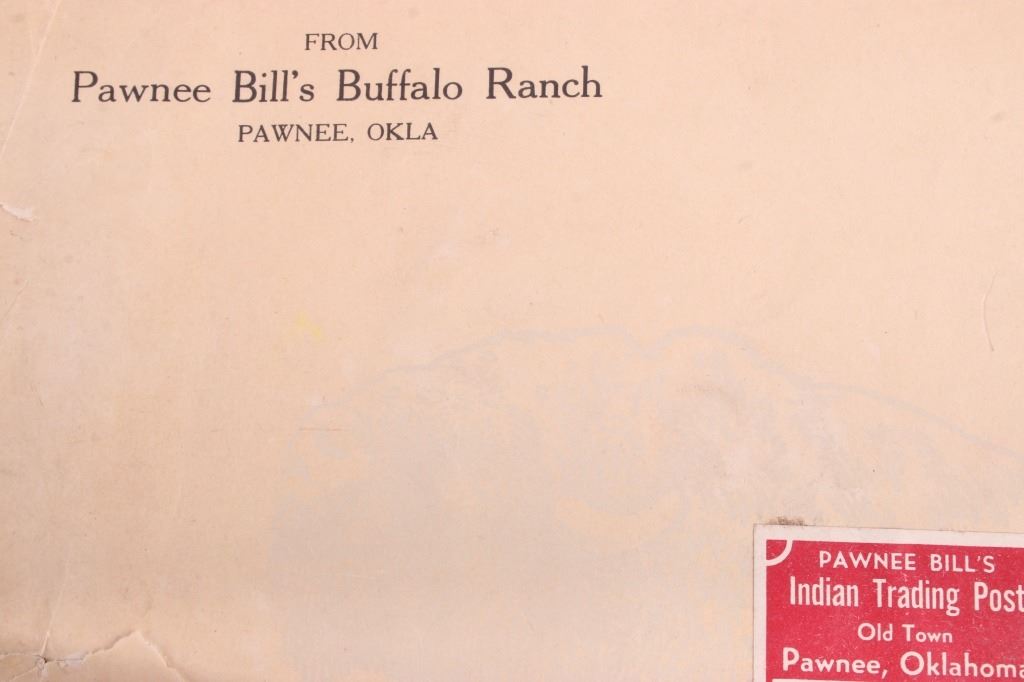 FROM
Pawnee Bill's Buffalo Ranch
PAWNEE, OKLA
PAWNEE BILL'S
Indian Trading Post
Old Town
Pawnee, Oklahoma